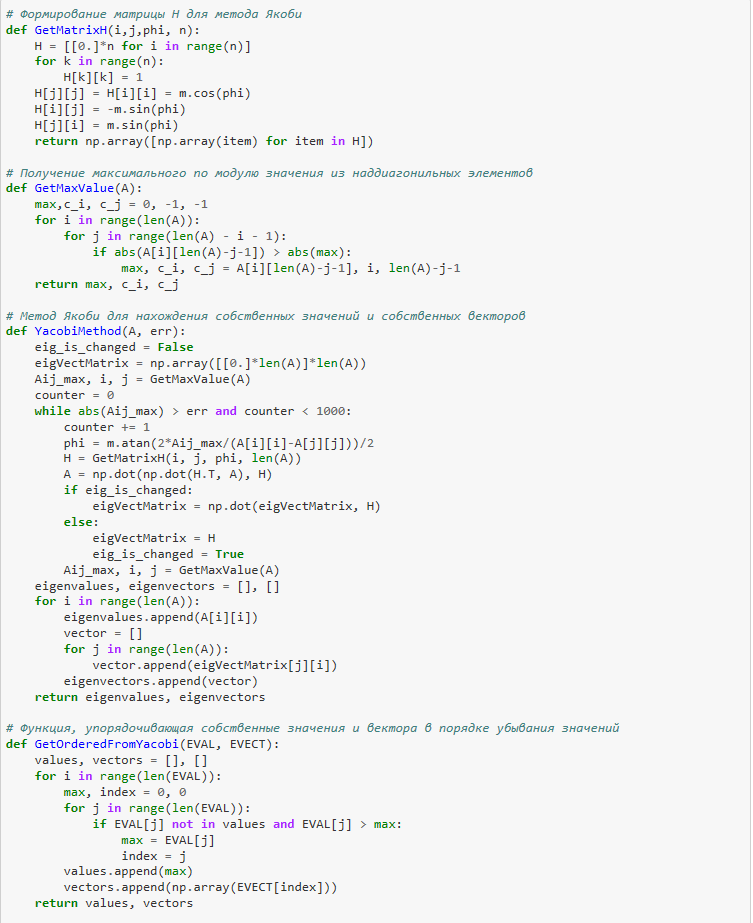 # Формирование матрицы H для метода Якоби
def GetMatrixH(i,j,phi, n):
    H = [[0.]*n for i in range(n)]
    for k in range(n):
        H[k][k] = 1
    H[j][j] = H[i][i] = m.cos(phi)
    H[i][j] = -m.sin(phi)
    H[j][i] = m.sin(phi)
    return np.array([np.array(item) for item in H])

# Получение максимального по модулю значения из наддиагонильных элементов
def GetMaxValue(A):
    max,c_i, c_j = 0, -1, -1
    for i in range(len(A)):
        for j in range(len(A) - i - 1):
            if abs(A[i][len(A)-j-1]) > abs(max):
                max, c_i, c_j = A[i][len(A)-j-1], i, len(A)-j-1
    return max, c_i, c_j

# Метод Якоби для нахождения собственных значений и собственных векторов
def YacobiMethod(A, err):
    eig_is_changed = False
    eigVectMatrix = np.array([[0.]*len(A)]*len(A))
    Aij_max, i, j = GetMaxValue(A)
    counter = 0
    while abs(Aij_max) > err and counter < 1000:
        counter += 1
        phi = m.atan(2*Aij_max/(A[i][i]-A[j][j]))/2
        H = GetMatrixH(i, j, phi, len(A))
        A = np.dot(np.dot(H.T, A), H)
        if eig_is_changed:
            eigVectMatrix = np.dot(eigVectMatrix, H)
        else:
            eigVectMatrix = H
            eig_is_changed = True
        Aij_max, i, j = GetMaxValue(A)
    eigenvalues, eigenvectors = [], []
    for i in range(len(A)):
        eigenvalues.append(A[i][i])
        vector = []
        for j in range(len(A)):
            vector.append(eigVectMatrix[j][i])
        eigenvectors.append(vector)
    return eigenvalues, eigenvectors

# Функция, упорядочивающая собственные значения и вектора в порядке убывания значений
def GetOrderedFromYacobi(EVAL, EVECT):
    values, vectors = [], []
    for i in range(len(EVAL)):
        max, index = 0, 0
        for j in range(len(EVAL)):
            if EVAL[j] not in values and EVAL[j] > max:
                max = EVAL[j]
                index = j
        values.append(max)
        vectors.append(np.array(EVECT[index]))
    return values, vectors